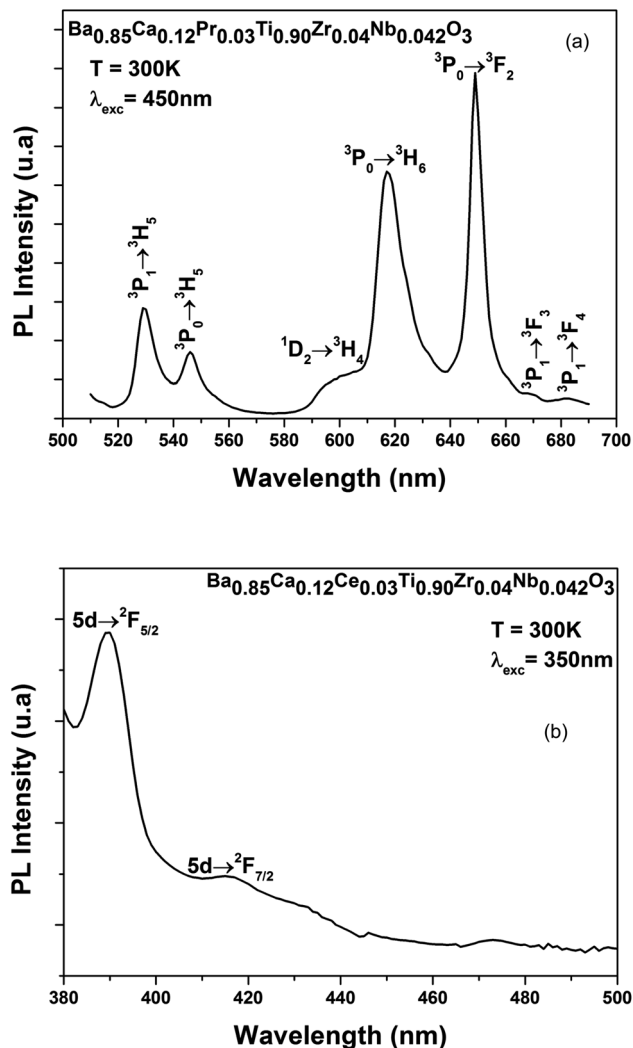 Ba0.85Ca0.12Pr0.03Ti0.90Zr0.04Nb0.042O3
(a)
T = 300K
λexc= 450nm
3P0→3F2
3P0→3H6
3P1→3H5
3P0→3H5
1D2→3H4
3P1→3F3
3P1→3F4
PL Intensity (u.a)
500 520 540 560 580 600 620 640 660 680 700
Wavelength (nm)
Ba0.85Ca0.12Ce0.03Ti0.90Zr0.04Nb0.042O3
5d→2F5/2
T = 300K
λexc= 350nm
(b)
5d→2F7/2
PL Intensity (u.a)
380 400 420 440 460 480 500
Wavelength (nm)